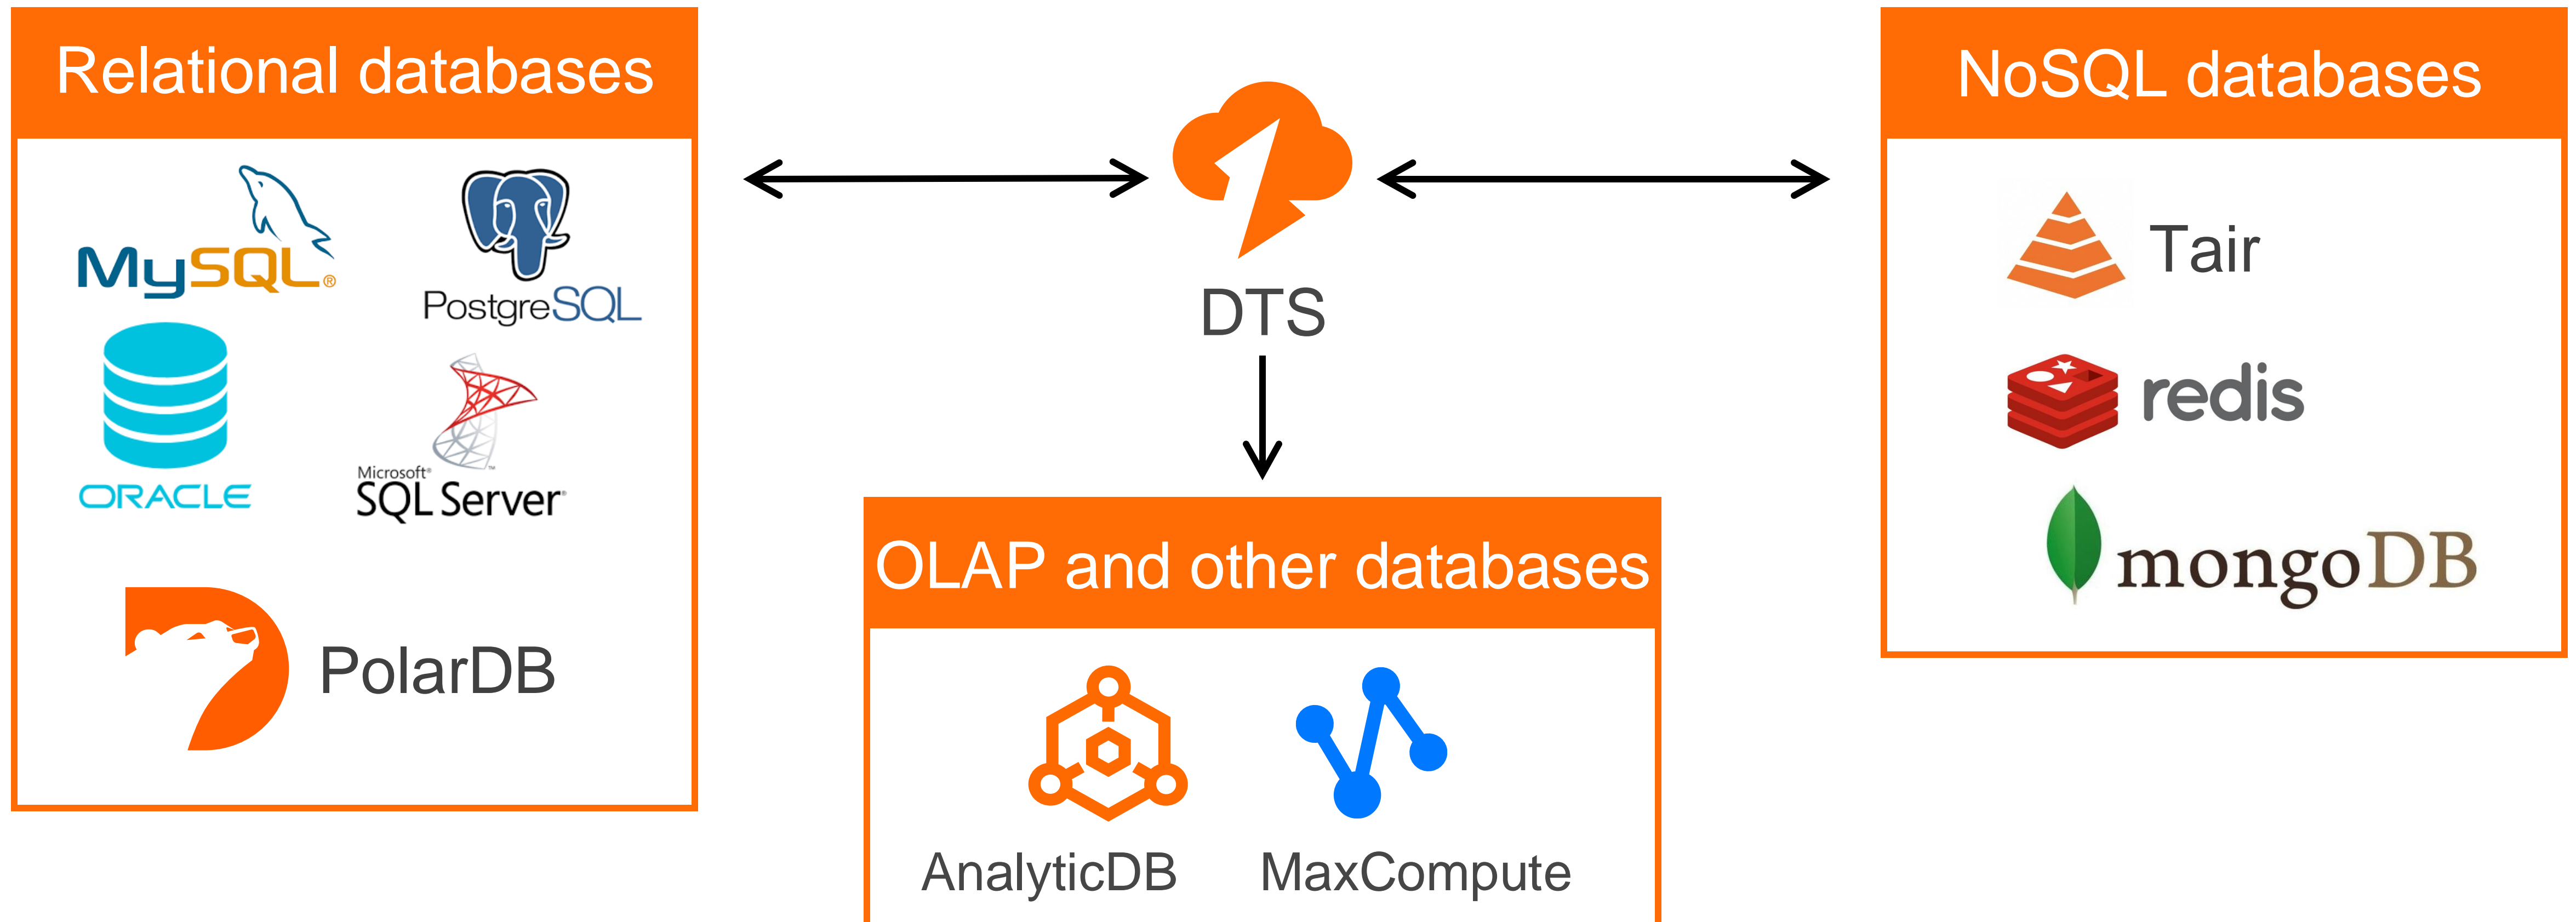 Relational databases
MySQL®
PostgreSQL
ORACLE
Microsoft®
SQL Server®
PolarDB
DTS
OLAP and other databases
AnalyticDB
MaxCompute
NoSQL databases
Tair
redis
mongoDB